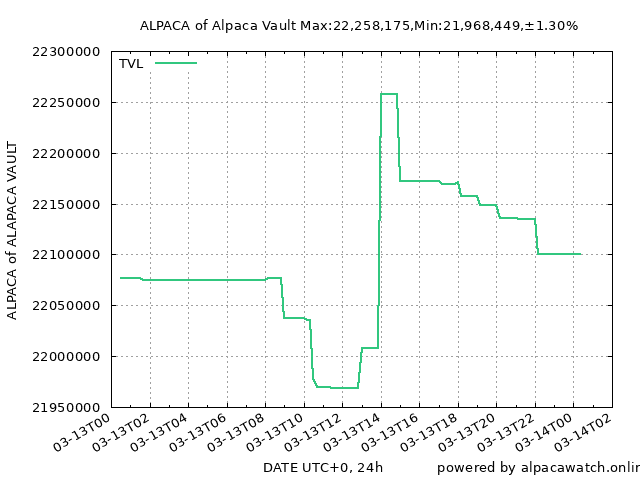 ALPACA of Alpaca Vault Max:22,258,175,Min:21,968,449,±1.30%
TVL
22300000
22250000
22200000
22150000
22100000
22050000
22000000
21950000
ALPACA of ALAPACA VAULT
03-13T00
03-13T02
03-13T04
03-13T06
03-13T08
03-13T10
03-13T12
03-13T14
03-13T16
03-13T18
03-13T20
03-13T22
03-14T00
03-14T02
DATE UTC+0, 24h
powered by alpacawatch.onlin